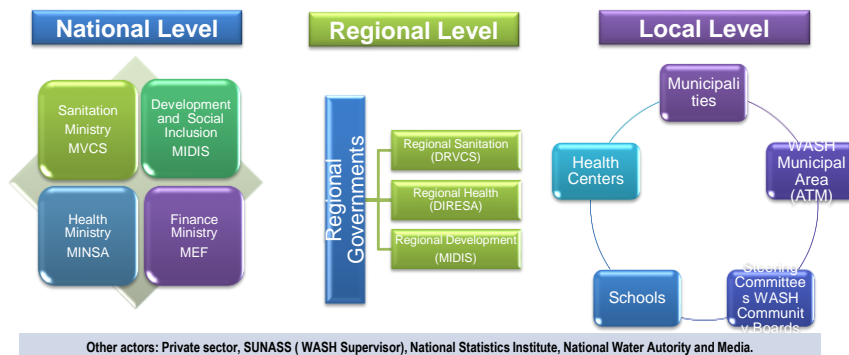 National Level
Regional Level
Local Level
Sanitation
Ministry
MVCS
Development
and Social
Inclusion
MIDIS
Health
Ministry
MINSA
Finance
Ministry
MEF
Regional
Governments
Regional Sanitation
(DRVCS)
Regional Health
(DIRESA)
Regional Development
(MIDIS)
Municipali
ties
WASH
Municipal
Area
(ATM)
Steering
Committee
s WASH
Communit
y Boards
Schools
Health
Centers
Other actors: Private sector, SUNASS ( WASH Supervisor), National Statistics Institute, National Water Autority and Media.